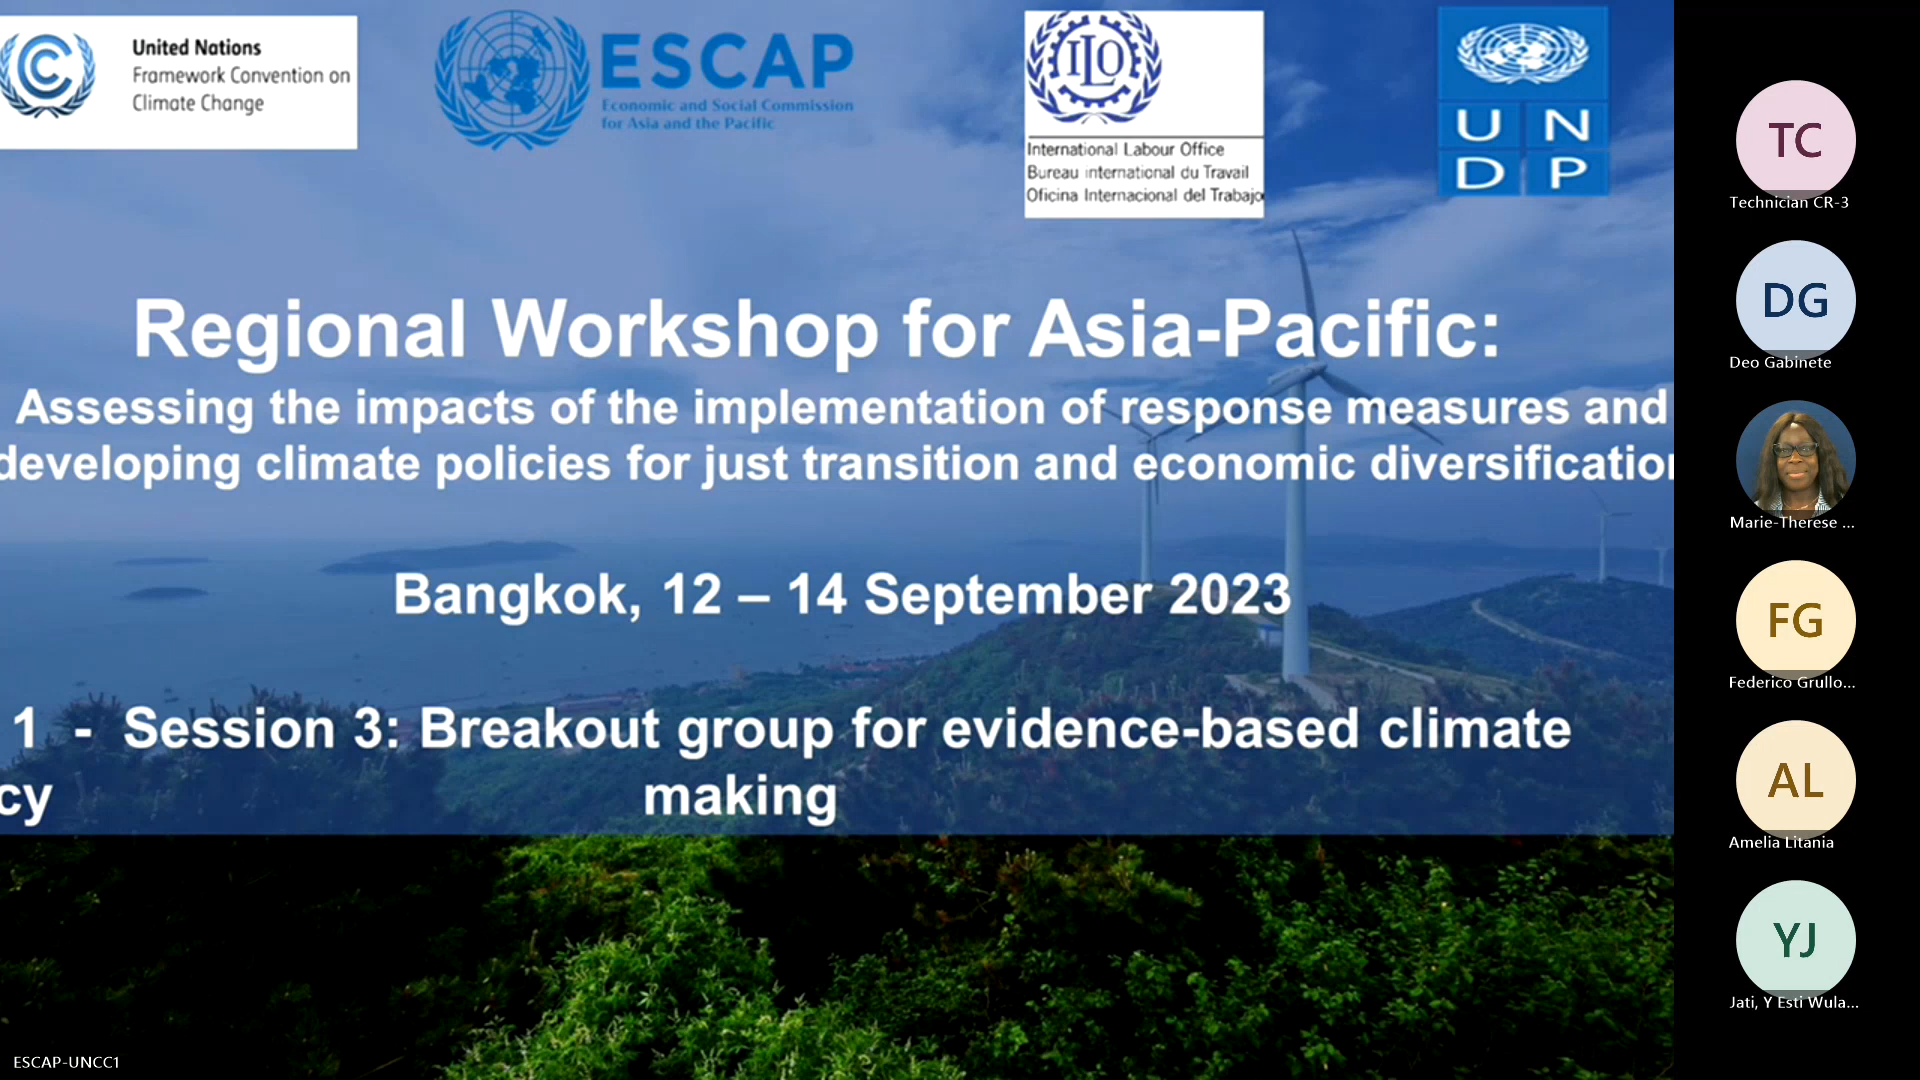 United Nations
Framework Convention on
Climate Change
ESCAP
Economic and Social Commission
for Asia and the Pacific
ILO
International Labour Office
Bureau international du Travail
Oficina Internacional del Trabajo
U N
D P
Regional Workshop for Asia-Pacific:
Assessing the impacts of the implementation of response measures and
developing climate policies for just transition and economic diversification
Bangkok, 12 – 14 September 2023
1 - Session 3: Breakout group for evidence-based climate
cy making
ESCAP-UNCC1
TC
Technician CR-3
DG
Deo Gabinete
Marie-Therese ...
FG
Federico Grullo...
AL
Amelia Litania
YJ
Jati, Y Esti Wula...